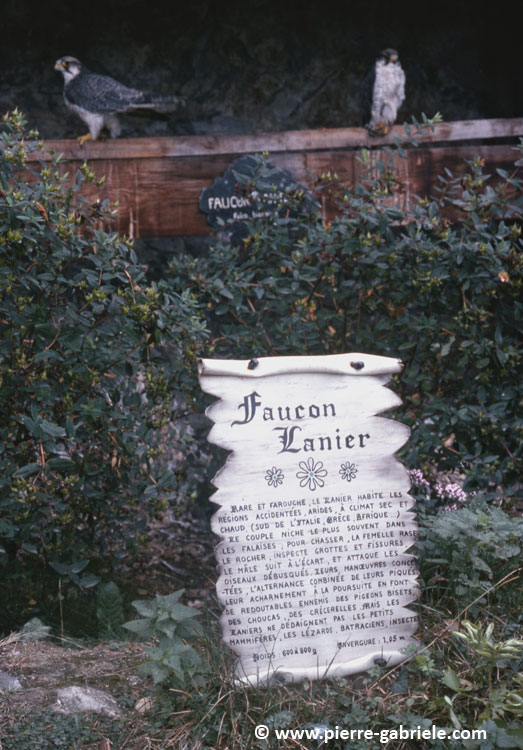 FAUCON
Faucon
Lanier
Rare et farouche, le Lanier habite les
régions accidentées, arides, à climat sec et
chaud, (sud de l'Italie, Grèce, Afrique...)
Le couple niche le plus souvent dans
les falaises; pour chasser, la femelle rase
le rocher, inspecte grottes et fissures
le mâle suit à l'écart, et attaque les
oiseaux débusqués. Leurs manœuvres concer
tées, l'alternance combinée de leurs piqués
leur acharnement à la poursuite en font
de redoutables ennemis des pigeons bisets,
des choucas, des crécerelles. Mais les
Laniers ne dédaignent pas les petits
mammifères, les lézards, batraciens, insectes
Poids: 600 à 800g Envergure: 1,05 m
© www.pierre-gabriele.com